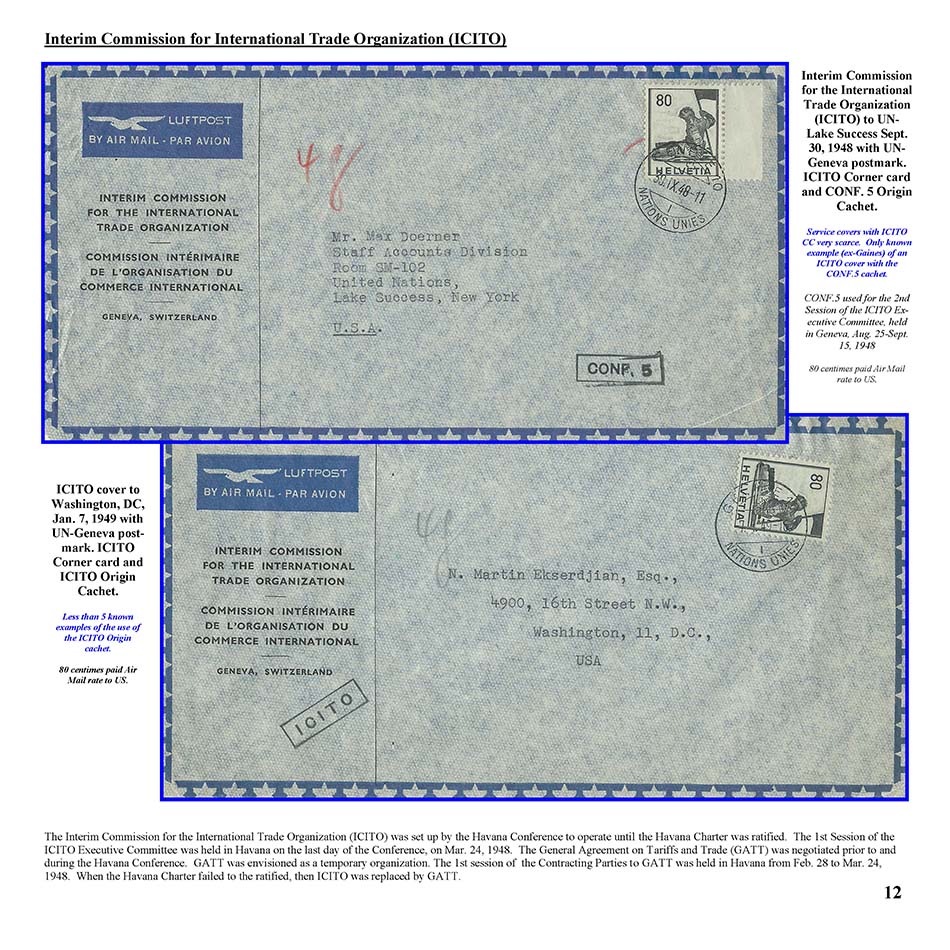 Interim Commission for International Trade Organization (ICITO)
LUFTPOST
BY AIR MAIL - PAR AVION
INTERIM COMMISSION
FOR THE INTERNATIONAL
TRADE ORGANIZATION
COMMISSION INTÉRIMAIRE
DE L'ORGANISATION DU
COMMERCE INTERNATIONAL
GENEVA, SWITZERLAND
80
HELVETIA
30.IX.48-11
NATIONS UNIES
1
Mr. Max Doerner
Staff Accounts Division
Room SM-102
United Nations,
Lake Success, New York
U.S.A.
CONF. 5
Interim Commission
for the International
Trade Organization
(ICITO) to UN-
Lake Success Sept.
30, 1948 with UN-
Geneva postmark.
ICITO Corner card
and CONF. 5 Origin
Cachet.
Service covers with ICITO
CC very scarce. Only known
example (ex-Gaines) of an
ICITO cover with the
CONF.5 cachet.
CONF.5 used for the 2nd
Session of the ICITO Ex-
ecutive Committee, held
in Geneva, Aug. 25-Sept.
15, 1948
80 centimes paid Air Mail
rate to US.
ICITO cover to
Washington, DC,
Jan. 7, 1949 with
UN-Geneva post-
mark. ICITO
Corner card and
ICITO Origin
Cachet.
Less than 5 known
examples of the use of
the ICITO Origin
cachet.
80 centimes paid Air
Mail rate to US.
LUFTPOST
BY AIR MAIL - PAR AVION
INTERIM COMMISSION
FOR THE INTERNATIONAL
TRADE ORGANIZATION
COMMISSION INTÉRIMAIRE
DE L'ORGANISATION DU
COMMERCE INTERNATIONAL
GENEVA, SWITZERLAND
ICITO
80
HELVETIA
NATIONS UNIES
1
N. Martin Ekserdjian, Esq.,
4900, 16th Street N.W.,
Washington, 11, D.C.,
USA
The Interim Commission for the International Trade Organization (ICITO) was set up by the Havana Conference to operate until the Havana Charter was ratified. The 1st Session of the
ICITO Executive Committee was held in Havana on the last day of the Conference, on Mar. 24, 1948. The General Agreement on Tariffs and Trade (GATT) was negotiated prior to and
during the Havana Conference. GATT was envisioned as a temporary organization. The 1st session of the Contracting Parties to GATT was held in Havana from Feb. 28 to Mar. 24,
1948. When the Havana Charter failed to the ratified, then ICITO was replaced by GATT.
12